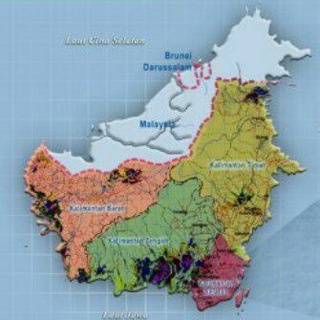 Laut Cina Selatan
Brunei
Darussalam
Malaysia
Kalimantan Timur
Kalimantan Barat
Kalimantan Tengah
Kalimantan
Selatan
Laut Jawa